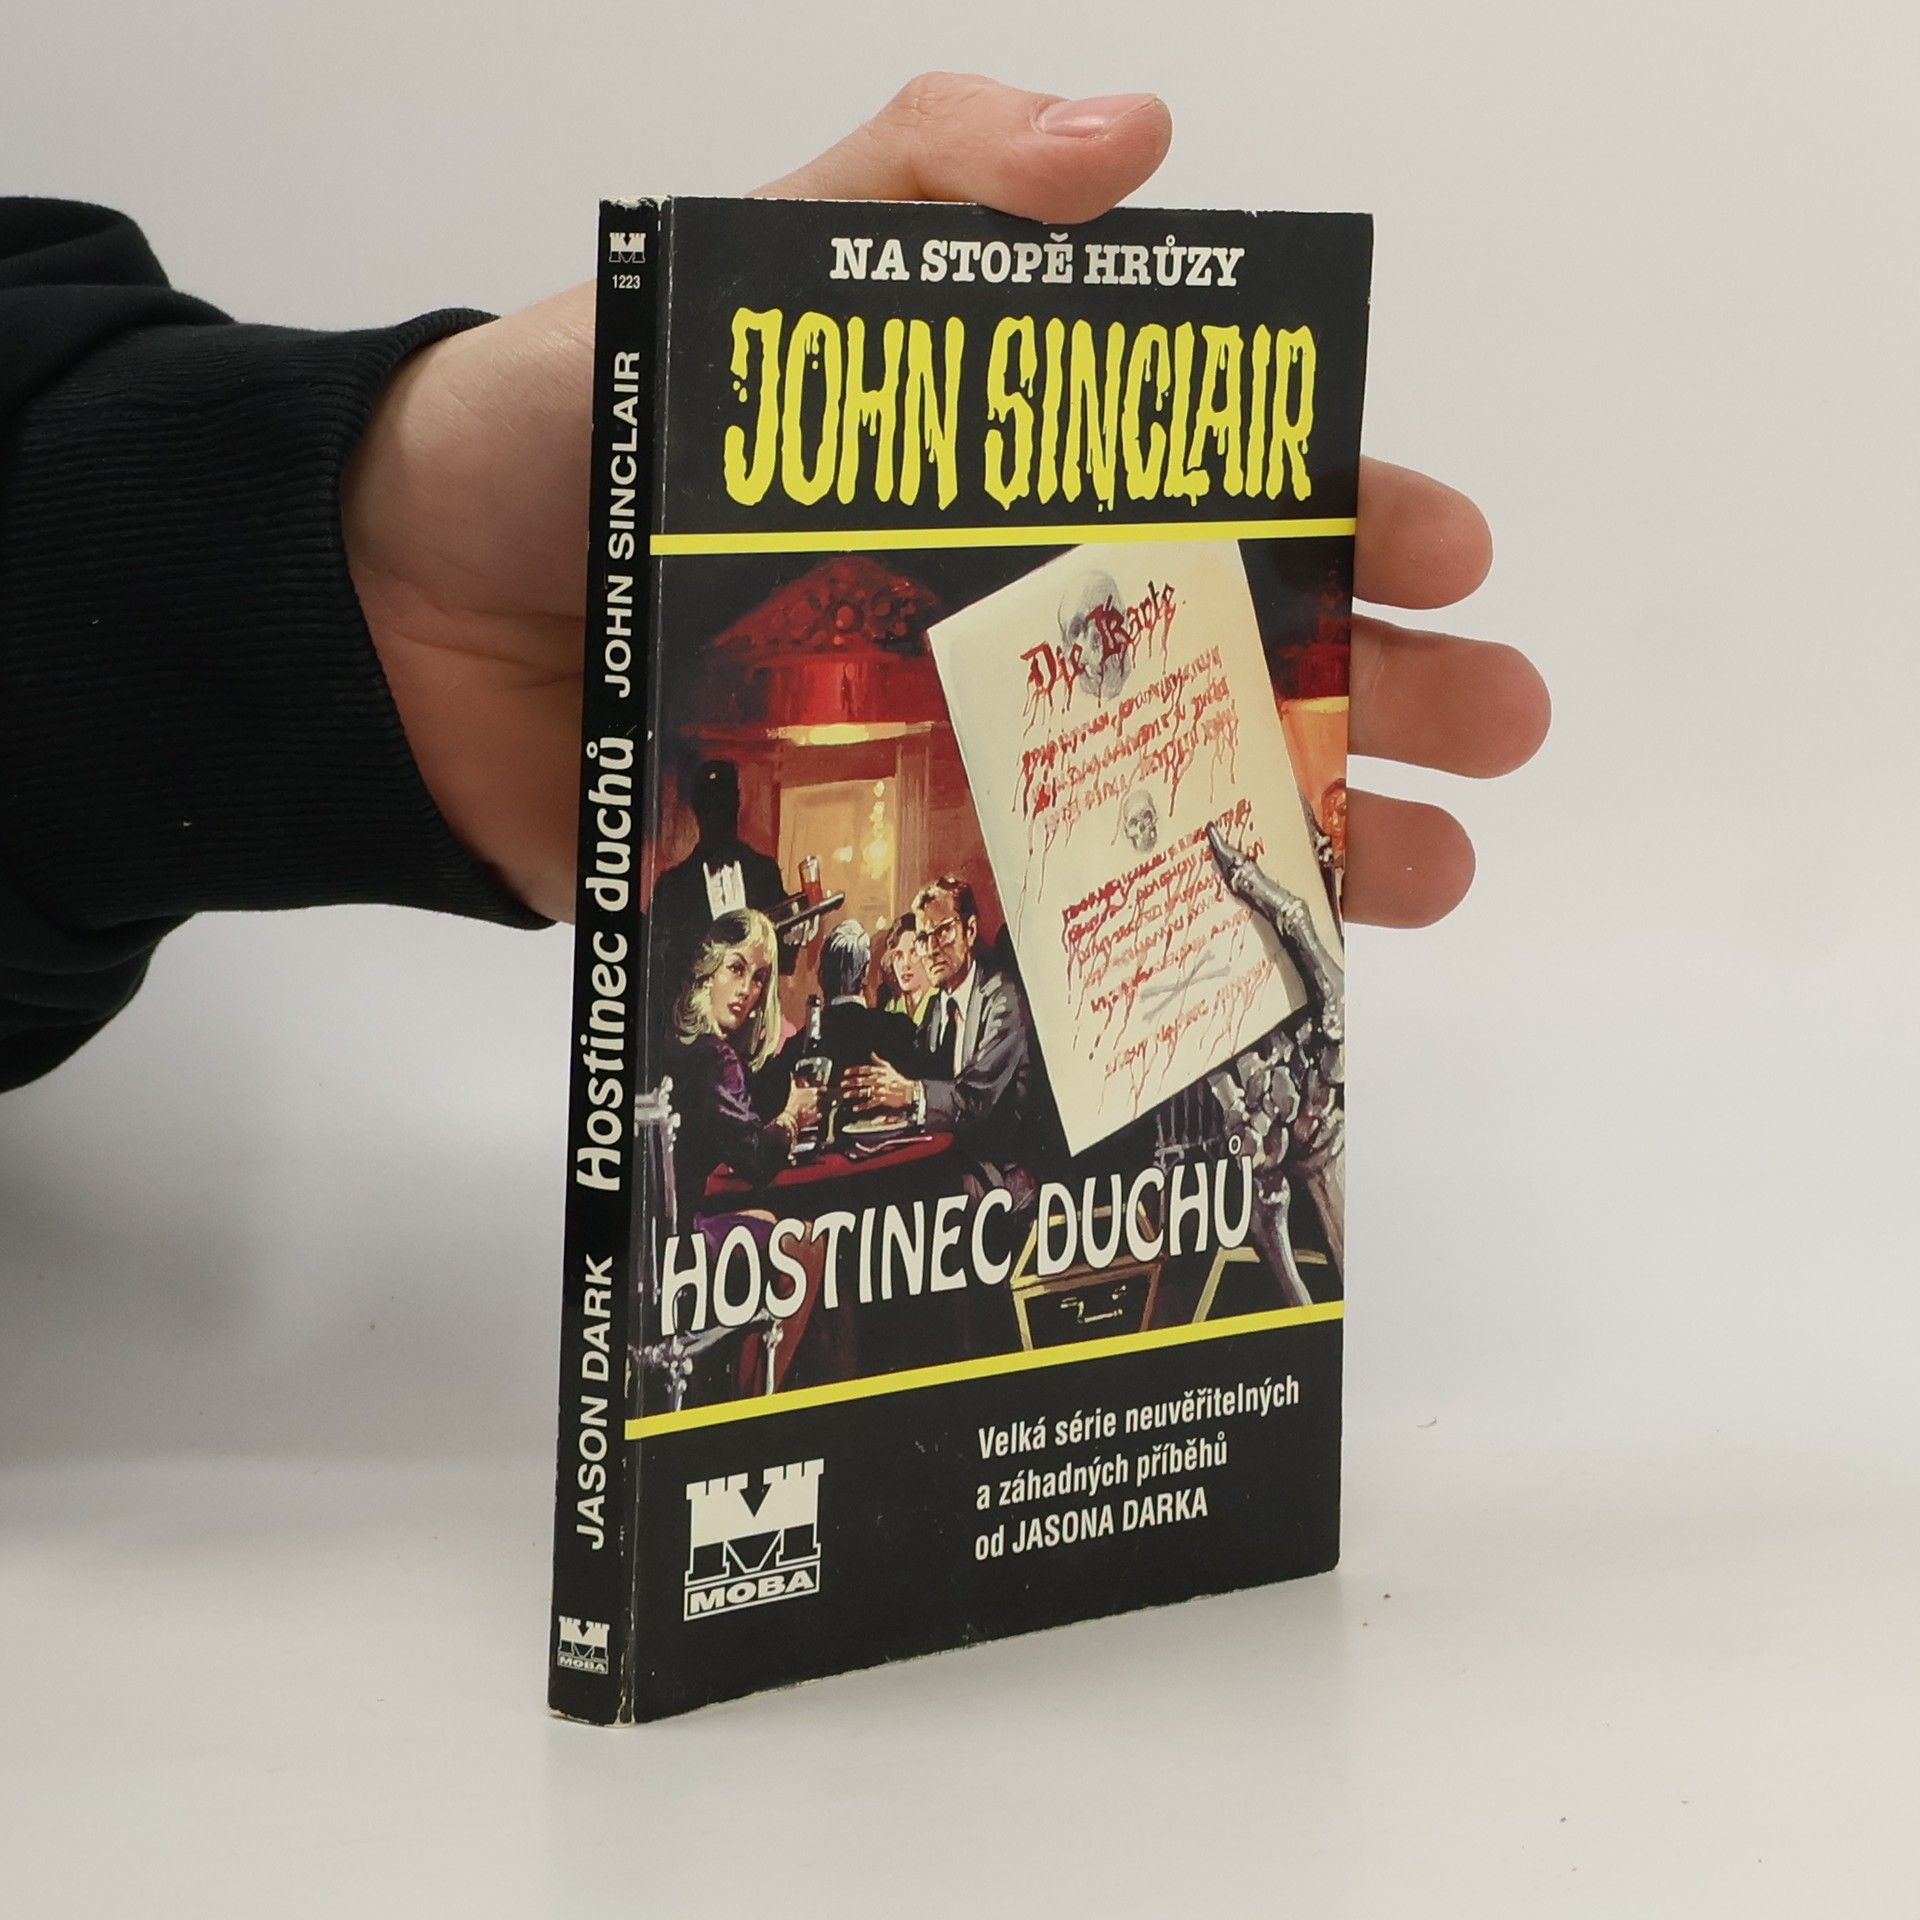 NA STOPĚ HRŮZY
JOHN SINCLAIR
Die Karte
HOSTINEC DUCHŮ
Velká série neuvěřitelných
a záhadných příběhů
od JASONA DARKA
MOBA
1223
JASON DARK Hostinec duchů JOHN SINCLAIR
MOBA